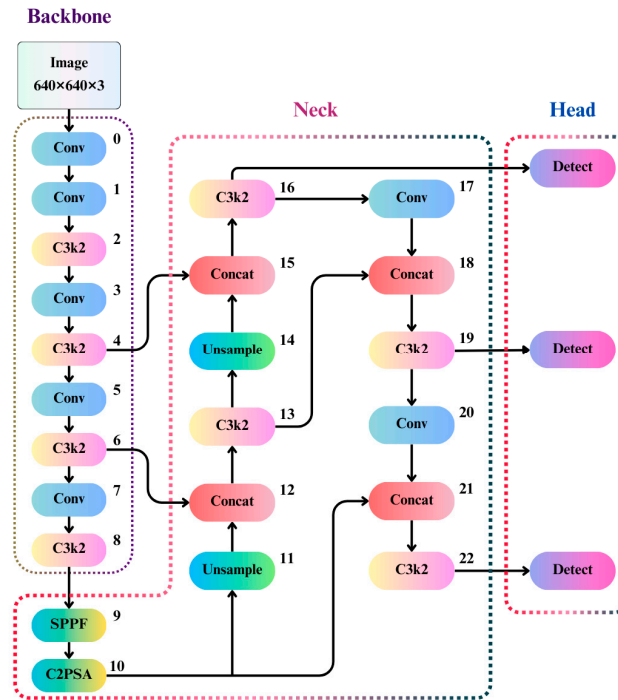 Backbone
Image
640×640×3
Conv 0
Conv 1
C3k2 2
Conv 3
C3k2 4
Conv 5
C3k2 6
Conv 7
C3k2 8
SPPF 9
C2PSA 10
Neck
C3k2 16
Concat 15
Unsample 14
C3k2 13
Concat 12
Unsample 11
Conv 17
Concat 18
C3k2 19
Conv 20
Concat 21
C3k2 22
Head
Detect
Detect
Detect